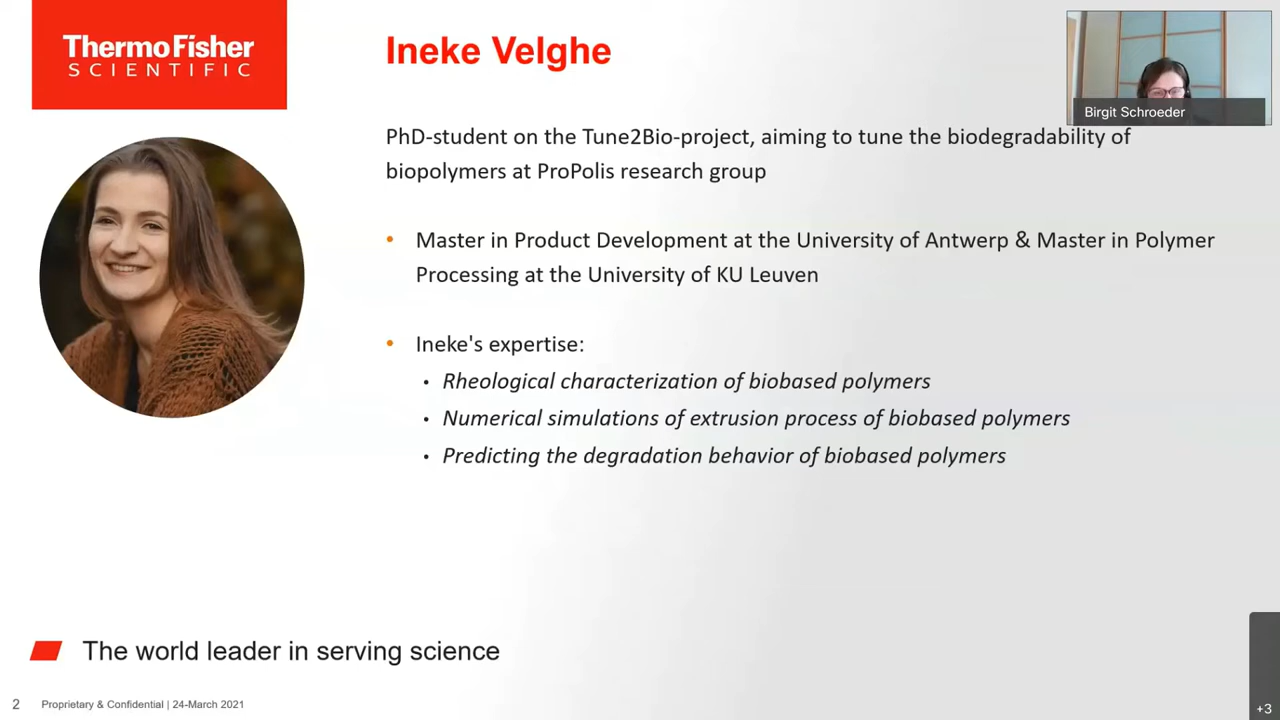 ThermoFisher
SCIENTIFIC
Ineke Velghe
Birgit Schroeder
PhD-student on the Tune2Bio-project, aiming to tune the biodegradability of
biopolymers at ProPolis research group
• Master in Product Development at the University of Antwerp & Master in Polymer
Processing at the University of KU Leuven
• Ineke's expertise:
• Rheological characterization of biobased polymers
• Numerical simulations of extrusion process of biobased polymers
• Predicting the degradation behavior of biobased polymers
The world leader in serving science
2 Proprietary & Confidential | 24-March 2021
+3